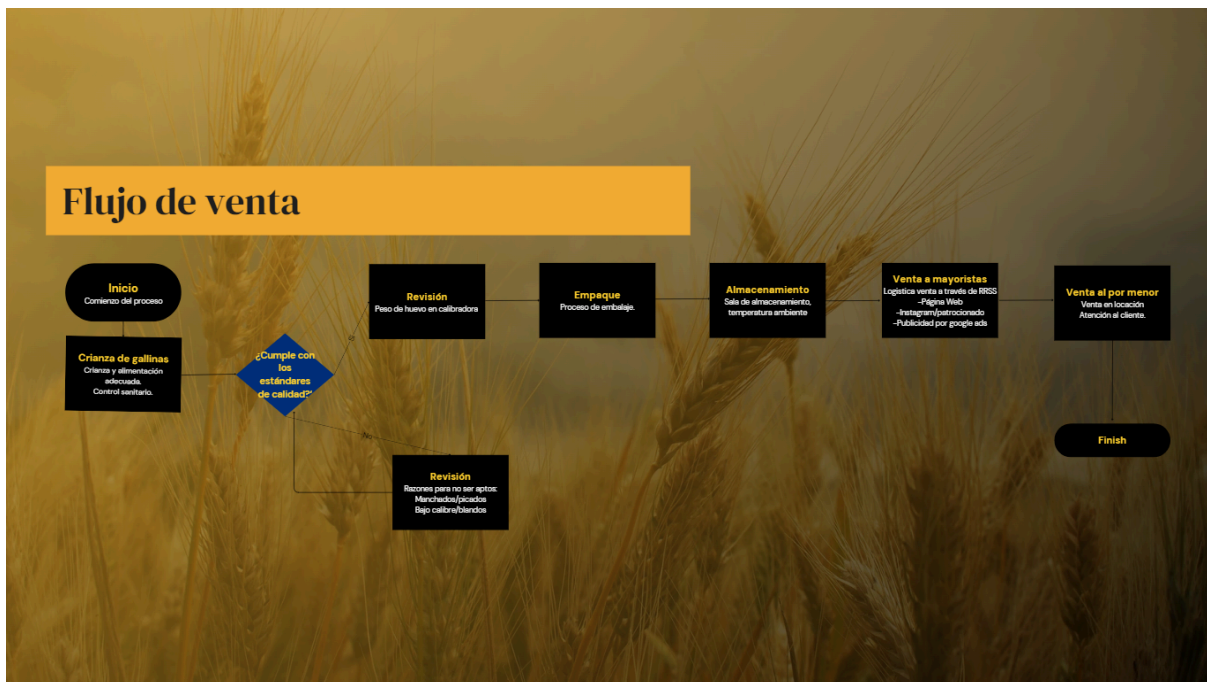 Flujo de venta
Inicio
Comienzo del proceso
Crianza de gallinas
Crianza y alimentación
adecuada.
Control sanitario.
¿Cumple con
los
estándares
de calidad?'
Si
No
Revisión
Peso de huevo en calibradora
Revisión
Razones para no ser aptos:
Manchados/picados
Bajo calibre/blandos
Empaque
Proceso de embalaje.
Almacenamiento
Sala de almacenamiento,
temperatura ambiente
Venta a mayoristas
Logistica venta a través de RRSS
-Página Web
-Instagram/patrocionado
-Publicidad por google ads
Venta al por menor
Venta en locación
Atención al cliente.
Finish